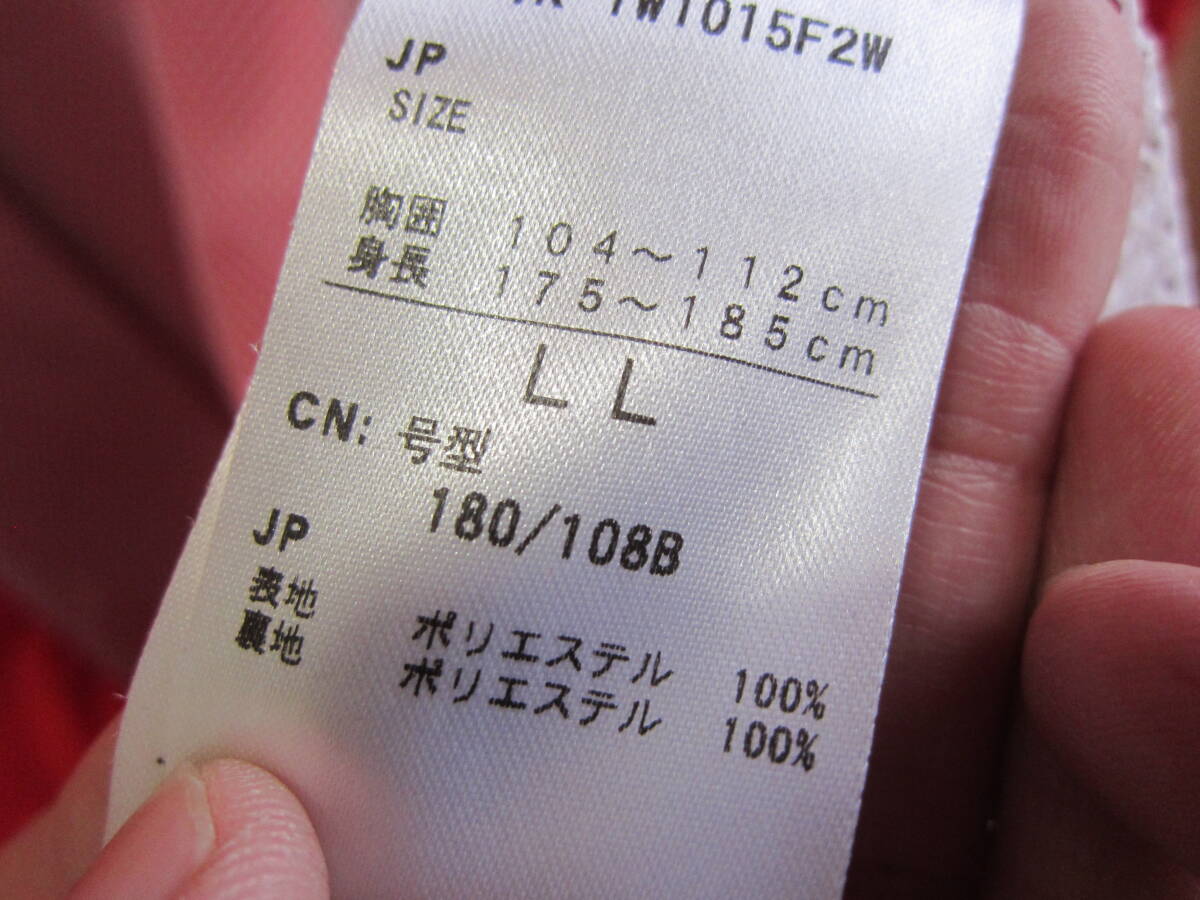 1W1015F2W
JP
SIZE
胸囲 104～112cm
身長 175～185cm
LL
CN: 号型
180/108B
JP
表地 ポリエステル 100%
裏地 ポリエステル 100%